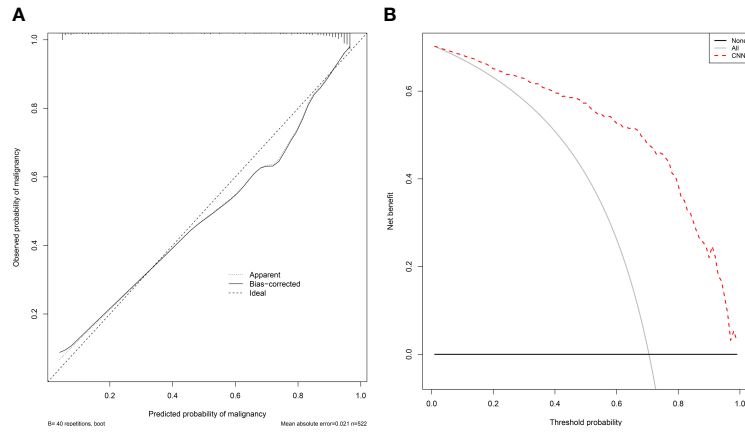 A
1.0
0.8
0.6
0.4
0.2
Observed probability of malignancy
Apparent
Bias−corrected
Ideal
0.2
0.4
0.6
0.8
1.0
Predicted probability of malignancy
B= 40 repetitions, boot
Mean absolute error=0.021 n=522
B
None
All
CNN
0.6
0.4
0.2
0.0
Net benefit
0.0
0.2
0.4
0.6
0.8
1.0
Threshold probability